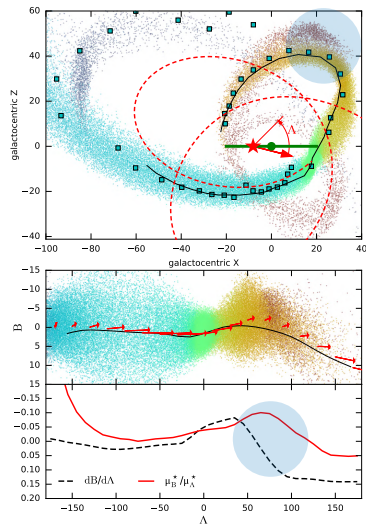 60
40
20
0
−20
−40
galactocentric Z
Λ
−100 −80 −60 −40 −20 0 20 40
galactocentric X
−15
−10
−5
0
5
10
15
B
−0.15
−0.10
−0.05
0.00
0.05
0.10
0.15
0.20
dB/dΛ
μ*B/μ*Λ
−150 −100 −50 0 50 100 150
Λ